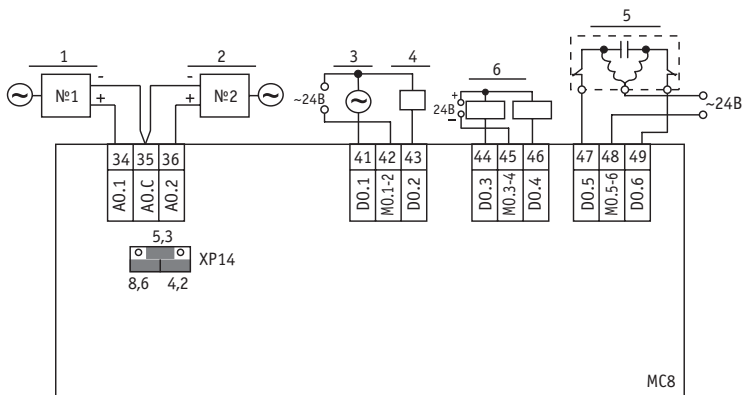 1
2
3
4
5
6
№1
-
+
-
+
№2
~24В
+
24В
-
~24В
34
35
36
41
42
43
44
45
46
47
48
49
AO.1
AO.C
AO.2
DO.1
MO.1-2
DO.2
DO.3
MO.3-4
DO.4
DO.5
MO.5-6
DO.6
5,3
XP14
8,6
4,2
MC8